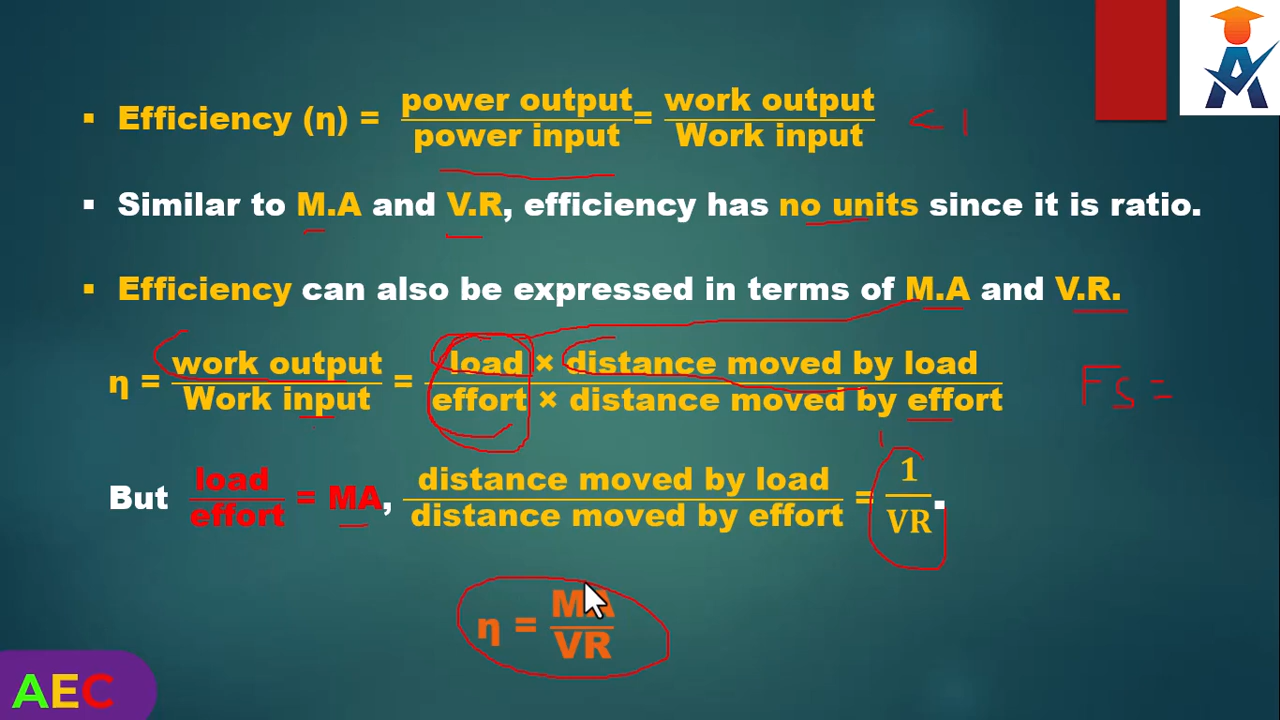 ▪ Efficiency (η) = power output / power input = work output / Work input < 1
▪ Similar to M.A and V.R, efficiency has no units since it is ratio.
▪ Efficiency can also be expressed in terms of M.A and V.R.
η = work output / Work input = load × distance moved by load / effort × distance moved by effort
Fs =
But load / effort = MA, distance moved by load / distance moved by effort = 1 / VR.
η = MA / VR
AEC